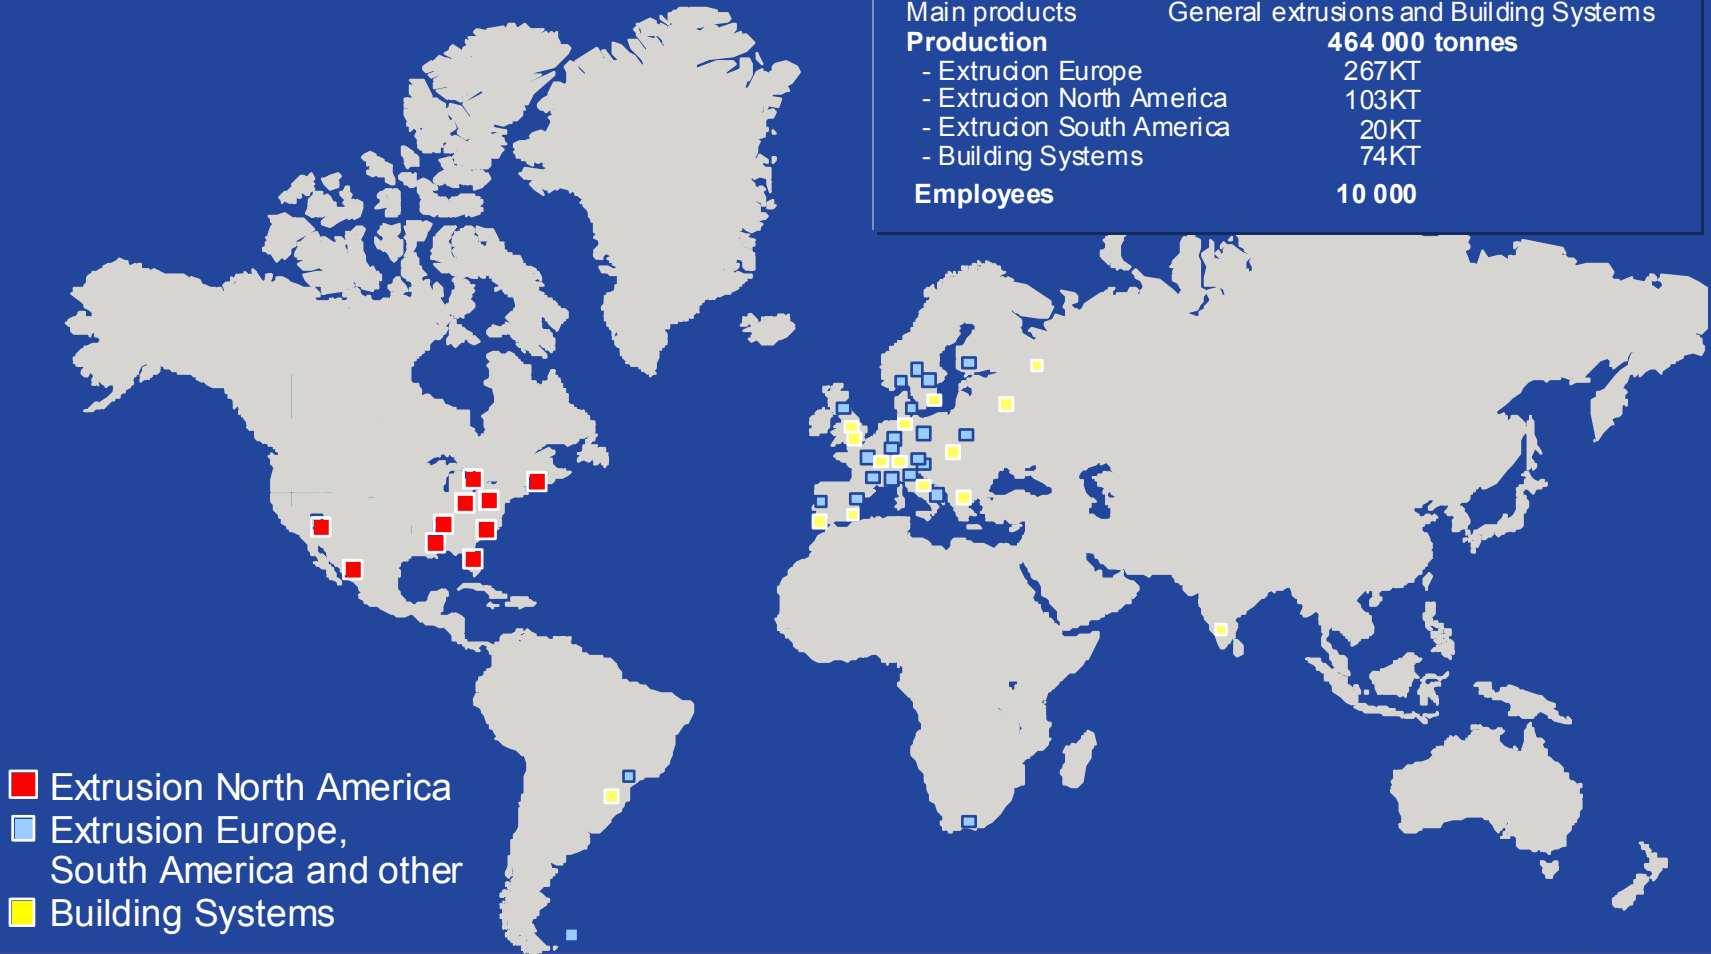 Main products General extrusions and Building Systems
Production 464 000 tonnes
- Extrucion Europe 267KT
- Extrucion North America 103KT
- Extrucion South America 20KT
- Building Systems 74KT
Employees 10 000
Extrusion North America
Extrusion Europe,
South America and other
Building Systems